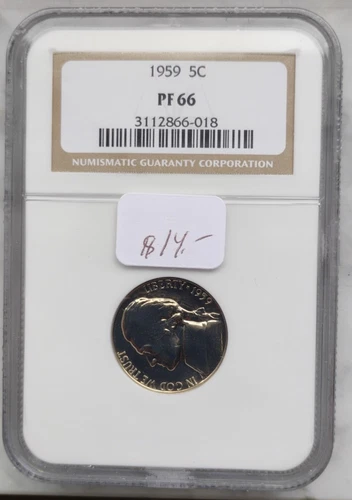 1959 5C
PF 66
3112866-018
NUMISMATIC GUARANTY CORPORATION
$14.-
LIBERTY · 1959
IN GOD WE TRUST